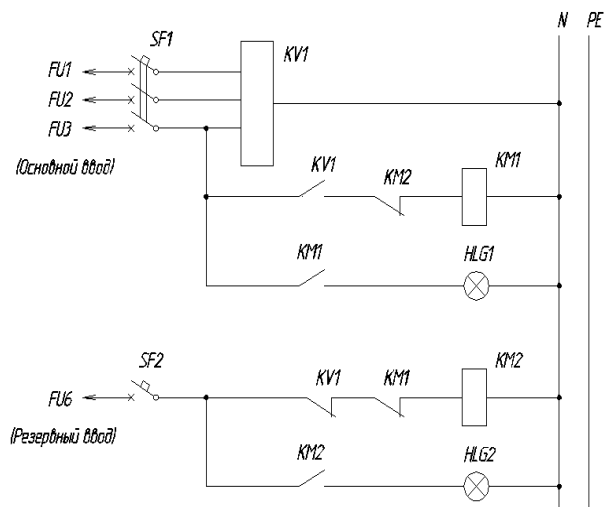 N PE
SF1
KV1
FU1
FU2
FU3
(Основной ввод)
KV1 KM2 KM1
KM1 HLG1
SF2
KV1 KM1 KM2
FU6
(Резервный ввод)
KM2 HLG2